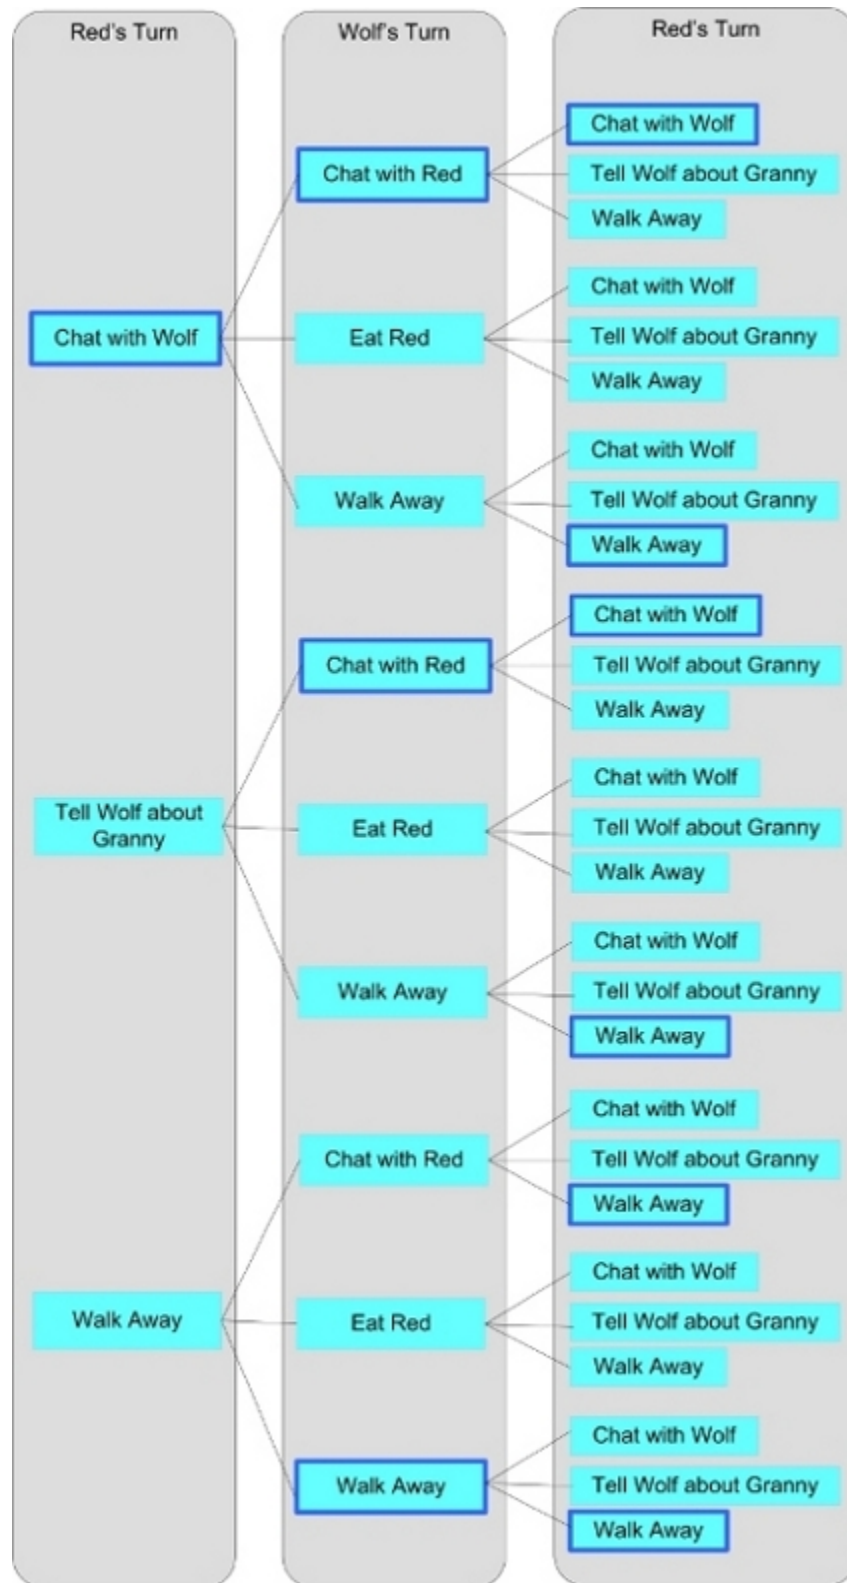 Red's Turn
Wolf's Turn
Red's Turn
Chat with Wolf
Chat with Red
Chat with Wolf
Tell Wolf about Granny
Walk Away
Eat Red
Chat with Wolf
Tell Wolf about Granny
Walk Away
Walk Away
Chat with Wolf
Tell Wolf about Granny
Walk Away
Tell Wolf about
Granny
Chat with Red
Chat with Wolf
Tell Wolf about Granny
Walk Away
Eat Red
Chat with Wolf
Tell Wolf about Granny
Walk Away
Walk Away
Chat with Wolf
Tell Wolf about Granny
Walk Away
Walk Away
Chat with Red
Chat with Wolf
Tell Wolf about Granny
Walk Away
Eat Red
Chat with Wolf
Tell Wolf about Granny
Walk Away
Walk Away
Chat with Wolf
Tell Wolf about Granny
Walk Away